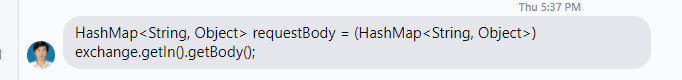 Thu 5:37 PM
HashMap<String, Object> requestBody = (HashMap<String, Object>)
exchange.getIn().getBody();